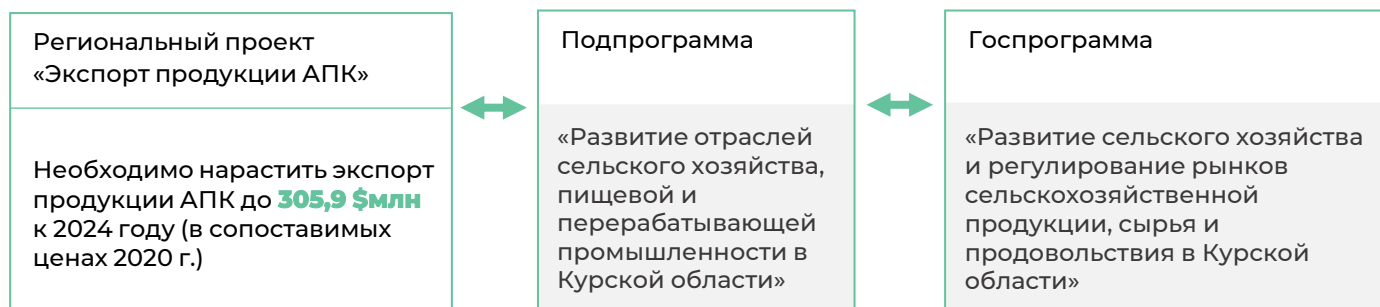 Региональный проект
«Экспорт продукции АПК»
Необходимо нарастить экспорт
продукции АПК до 305,9 $млн
к 2024 году (в сопоставимых
ценах 2020 г.)
Подпрограмма
«Развитие отраслей
сельского хозяйства,
пищевой и
перерабатывающей
промышленности в
Курской области»
Госпрограмма
«Развитие сельского хозяйства
и регулирование рынков
сельскохозяйственной
продукции, сырья и
продовольствия в Курской
области»